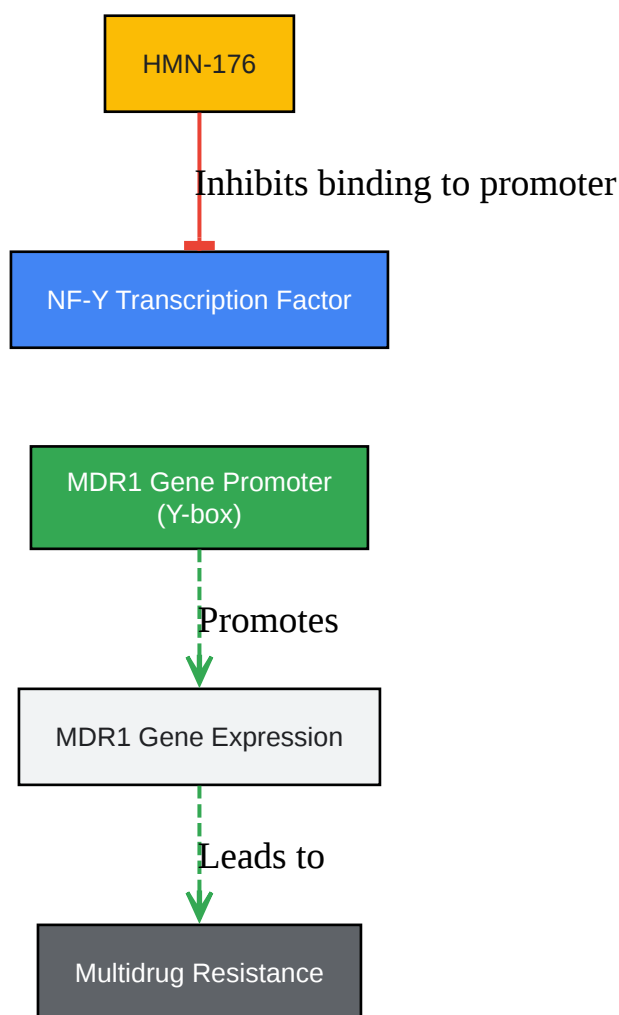 HMN-176
Inhibits binding to promoter
NF-Y Transcription Factor
MDR1 Gene Promoter
(Y-box)
Promotes
MDR1 Gene Expression
Leads to
Multidrug Resistance